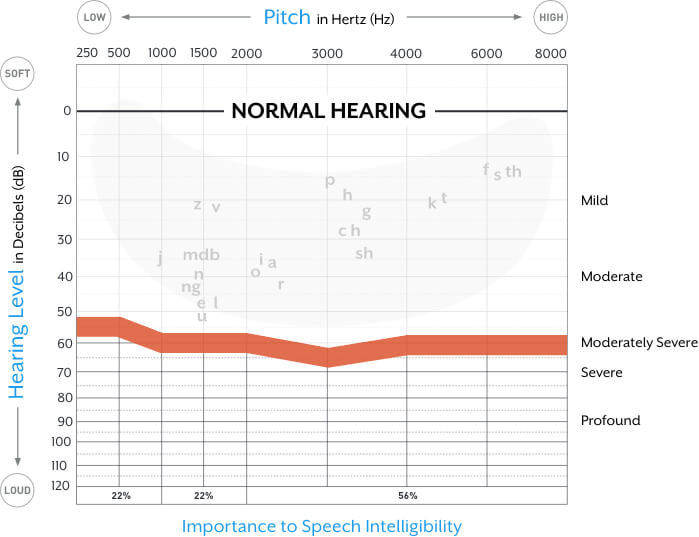 LOW Pitch in Hertz (Hz) HIGH
250 500 1000 1500 2000 3000 4000 6000 8000
SOFT
0 NORMAL HEARING
10
f s th
p
h
k t
20 Mild
z v
g
ch
30
sh
j mdb i a
o
40 n Moderate
r
ng
e l
50
u
60 Moderately Severe
70 Severe
80
90 Profound
100
110
120
Hearing Level in Decibels (dB)
LOUD
22% 22% 56%
Importance to Speech Intelligibility